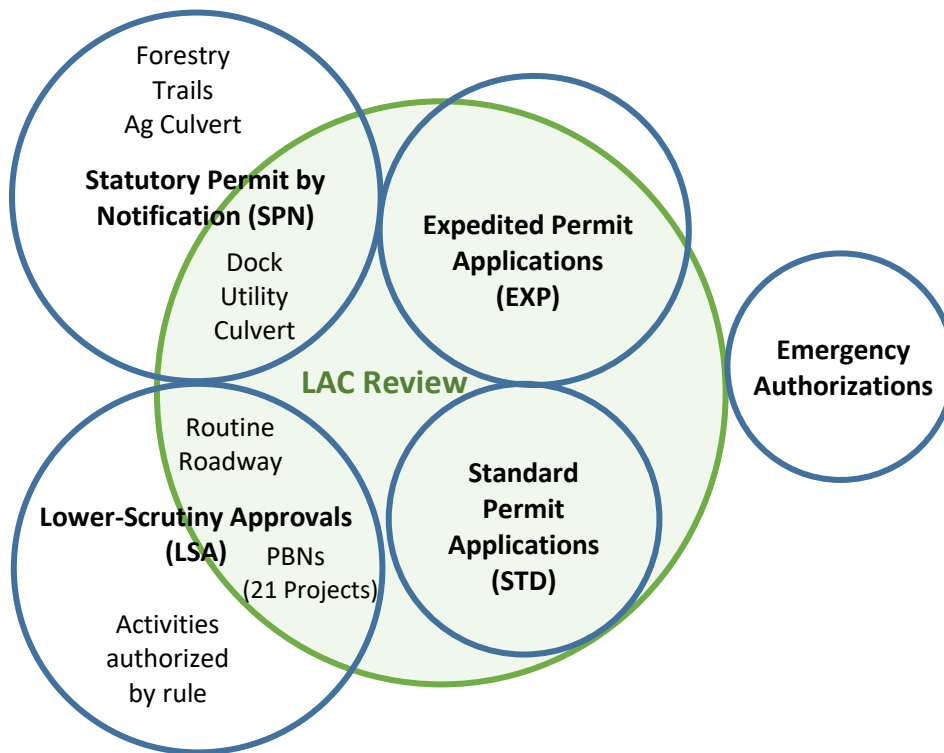 Forestry
Trails
Ag Culvert
Statutory Permit by
Notification (SPN)
Dock
Utility
Culvert
Expedited Permit
Applications
(EXP)
Emergency
Authorizations
LAC Review
Routine
Roadway
Lower-Scrutiny Approvals
(LSA)
PBNs
(21 Projects)
Activities
authorized
by rule
Standard
Permit
Applications
(STD)